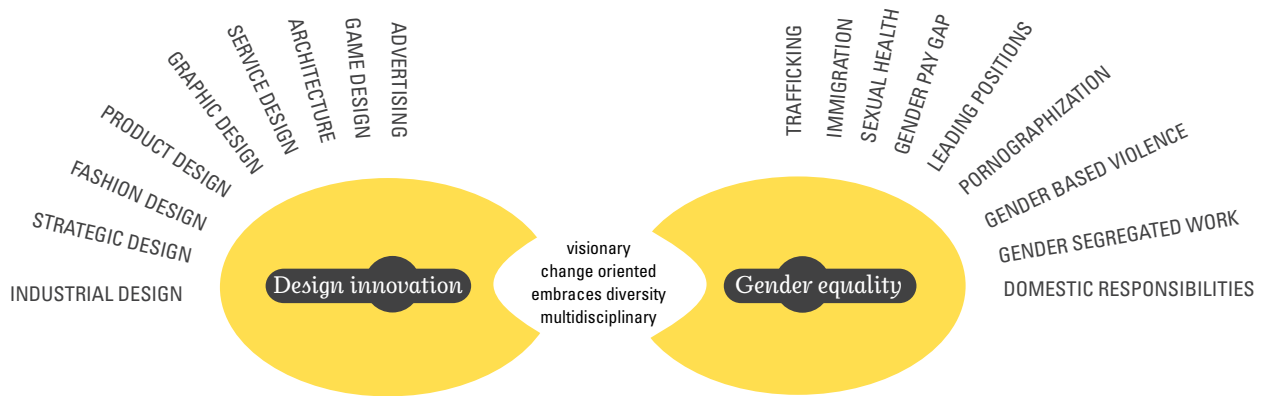 INDUSTRIAL DESIGN
STRATEGIC DESIGN
FASHION DESIGN
PRODUCT DESIGN
GRAPHIC DESIGN
SERVICE DESIGN
ARCHITECTURE
GAME DESIGN
ADVERTISING
TRAFFICKING
IMMIGRATION
SEXUAL HEALTH
GENDER PAY GAP
LEADING POSITIONS
PORNOGRAPHIZATION
GENDER BASED VIOLENCE
GENDER SEGREGATED WORK
DOMESTIC RESPONSIBILITIES
Design innovation
visionary
change oriented
embraces diversity
multidisciplinary
Gender equality